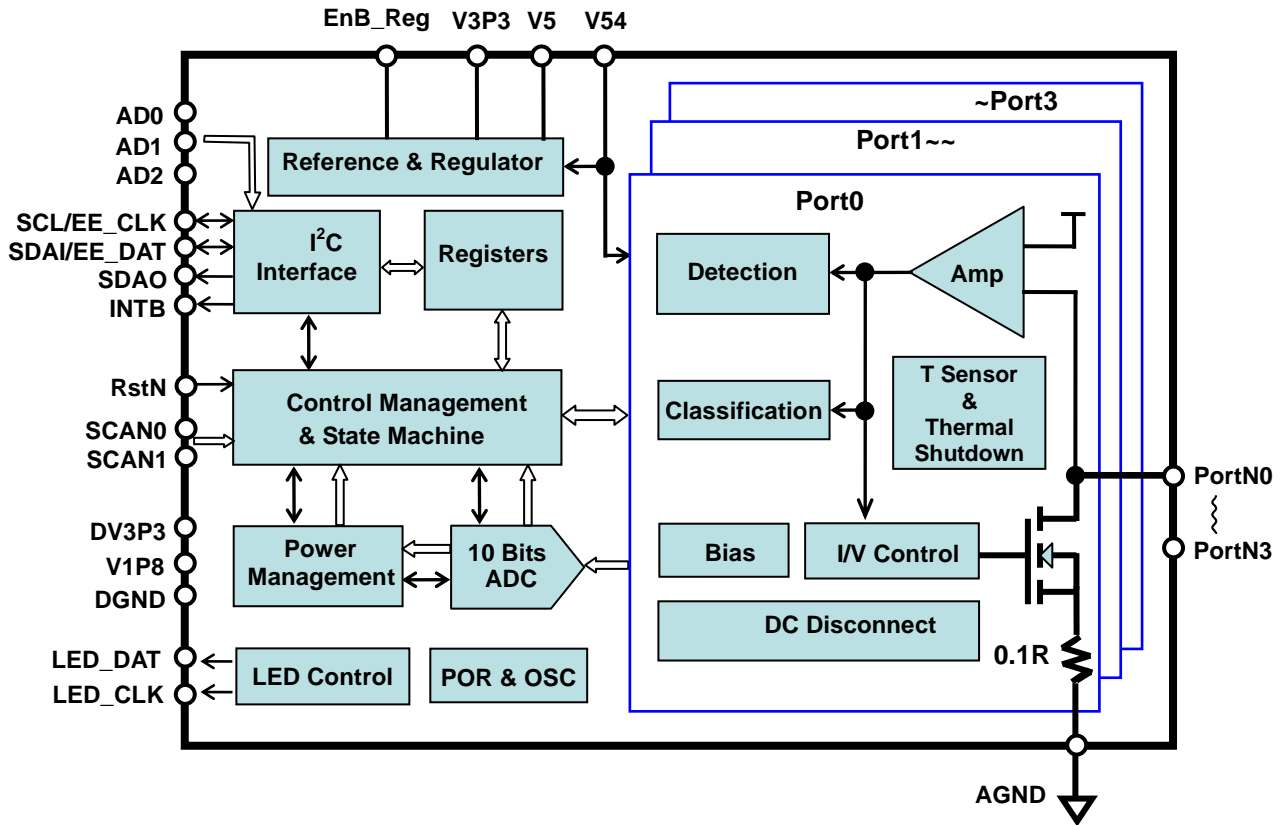 EnB_Reg V3P3 V5 V54
AD0
AD1
AD2
SCL/EE_CLK
SDAI/EE_DAT
SDAO
INTB
RstN
SCAN0
SCAN1
DV3P3
V1P8
DGND
LED_DAT
LED_CLK
Reference & Regulator
I²C
Interface
Registers
Control Management
& State Machine
Power
Management
10 Bits
ADC
LED Control
POR & OSC
~Port3
Port1~~
Port0
Detection
Amp
Classification
T Sensor
&
Thermal
Shutdown
Bias
I/V Control
DC Disconnect
0.1R
PortN0
PortN3
AGND